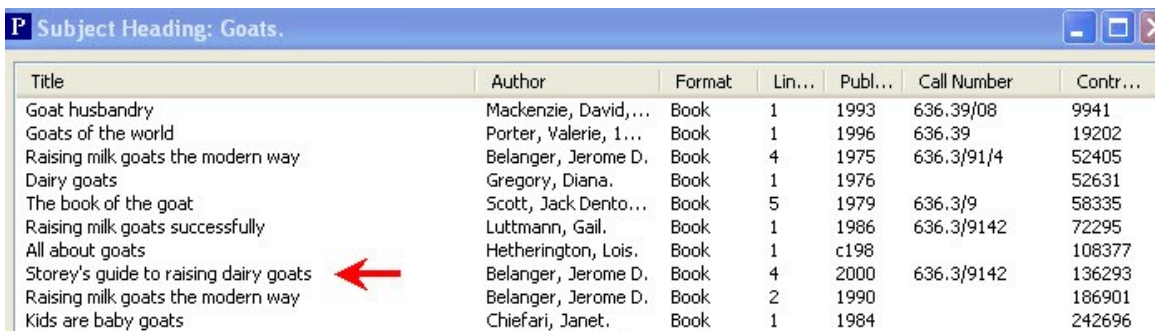 P Subject Heading: Goats.
Title Author Format Lin... Publ... Call Number Contr...
Goat husbandry Mackenzie, David,... Book 1 1993 636.39/08 9941
Goats of the world Porter, Valerie, 1... Book 1 1996 636.39 19202
Raising milk goats the modern way Belanger, Jerome D. Book 4 1975 636.3/91/4 52405
Dairy goats Gregory, Diana. Book 1 1976 52631
The book of the goat Scott, Jack Dento... Book 5 1979 636.3/9 58335
Raising milk goats successfully Luttmann, Gail. Book 1 1986 636.3/9142 72295
All about goats Hetherington, Lois. Book 1 c198 108377
Storey's guide to raising dairy goats Belanger, Jerome D. Book 4 2000 636.3/9142 136293
Raising milk goats the modern way Belanger, Jerome D. Book 2 1990 186901
Kids are baby goats Chiefari, Janet. Book 1 1984 242696